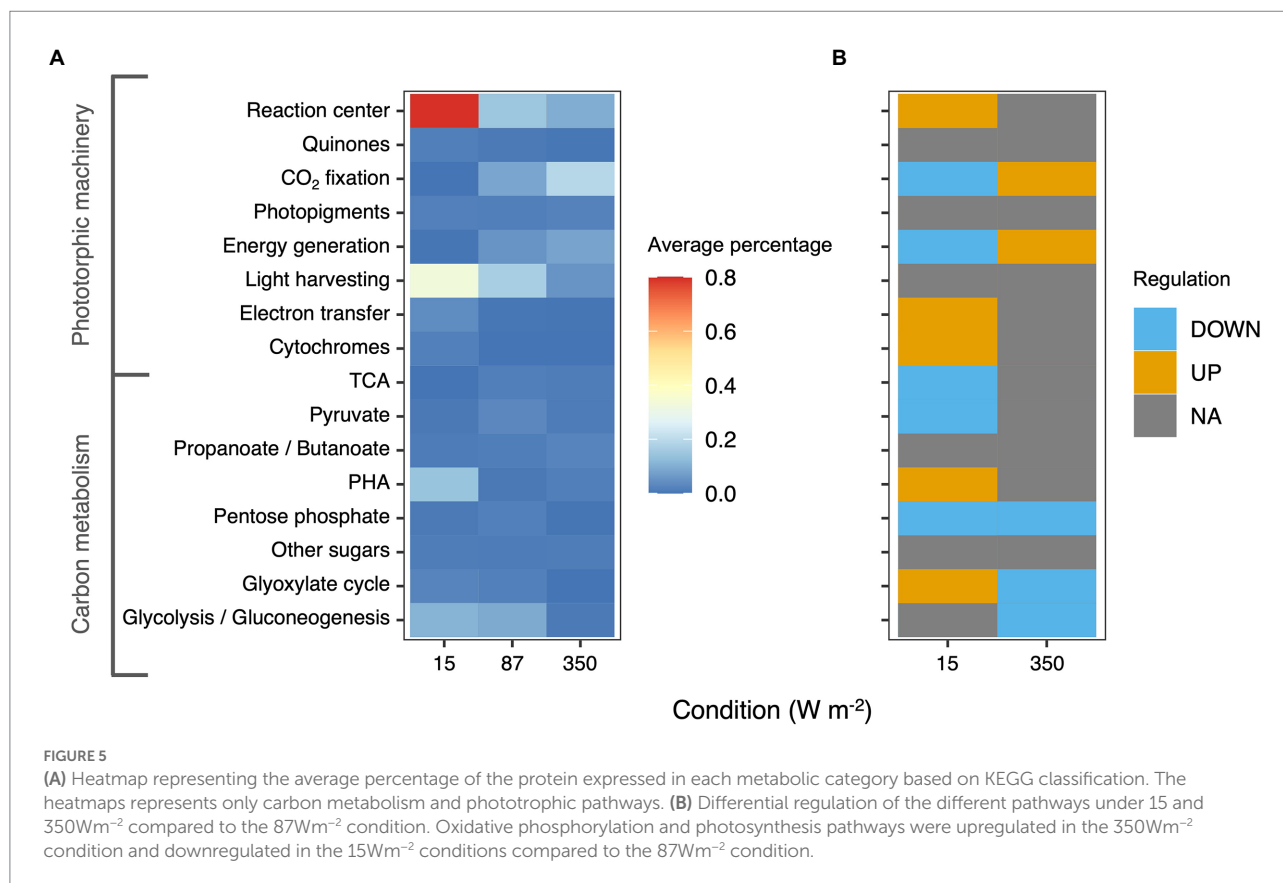 A
B
Phototorphic machinery
Carbon metabolism
Reaction center
Quinones
CO₂ fixation
Photopigments
Energy generation
Light harvesting
Electron transfer
Cytochromes
TCA
Pyruvate
Propanoate / Butanoate
PHA
Pentose phosphate
Other sugars
Glyoxylate cycle
Glycolysis / Gluconeogenesis
15 87 350
Average percentage
0.8
0.6
0.4
0.2
0.0
15 350
Regulation
DOWN
UP
NA
Condition (W m⁻²)
FIGURE 5
(A) Heatmap representing the average percentage of the protein expressed in each metabolic category based on KEGG classification. The
heatmaps represents only carbon metabolism and phototrophic pathways. (B) Differential regulation of the different pathways under 15 and
350Wm⁻² compared to the 87Wm⁻² condition. Oxidative phosphorylation and photosynthesis pathways were upregulated in the 350Wm⁻²
condition and downregulated in the 15Wm⁻² conditions compared to the 87Wm⁻² condition.